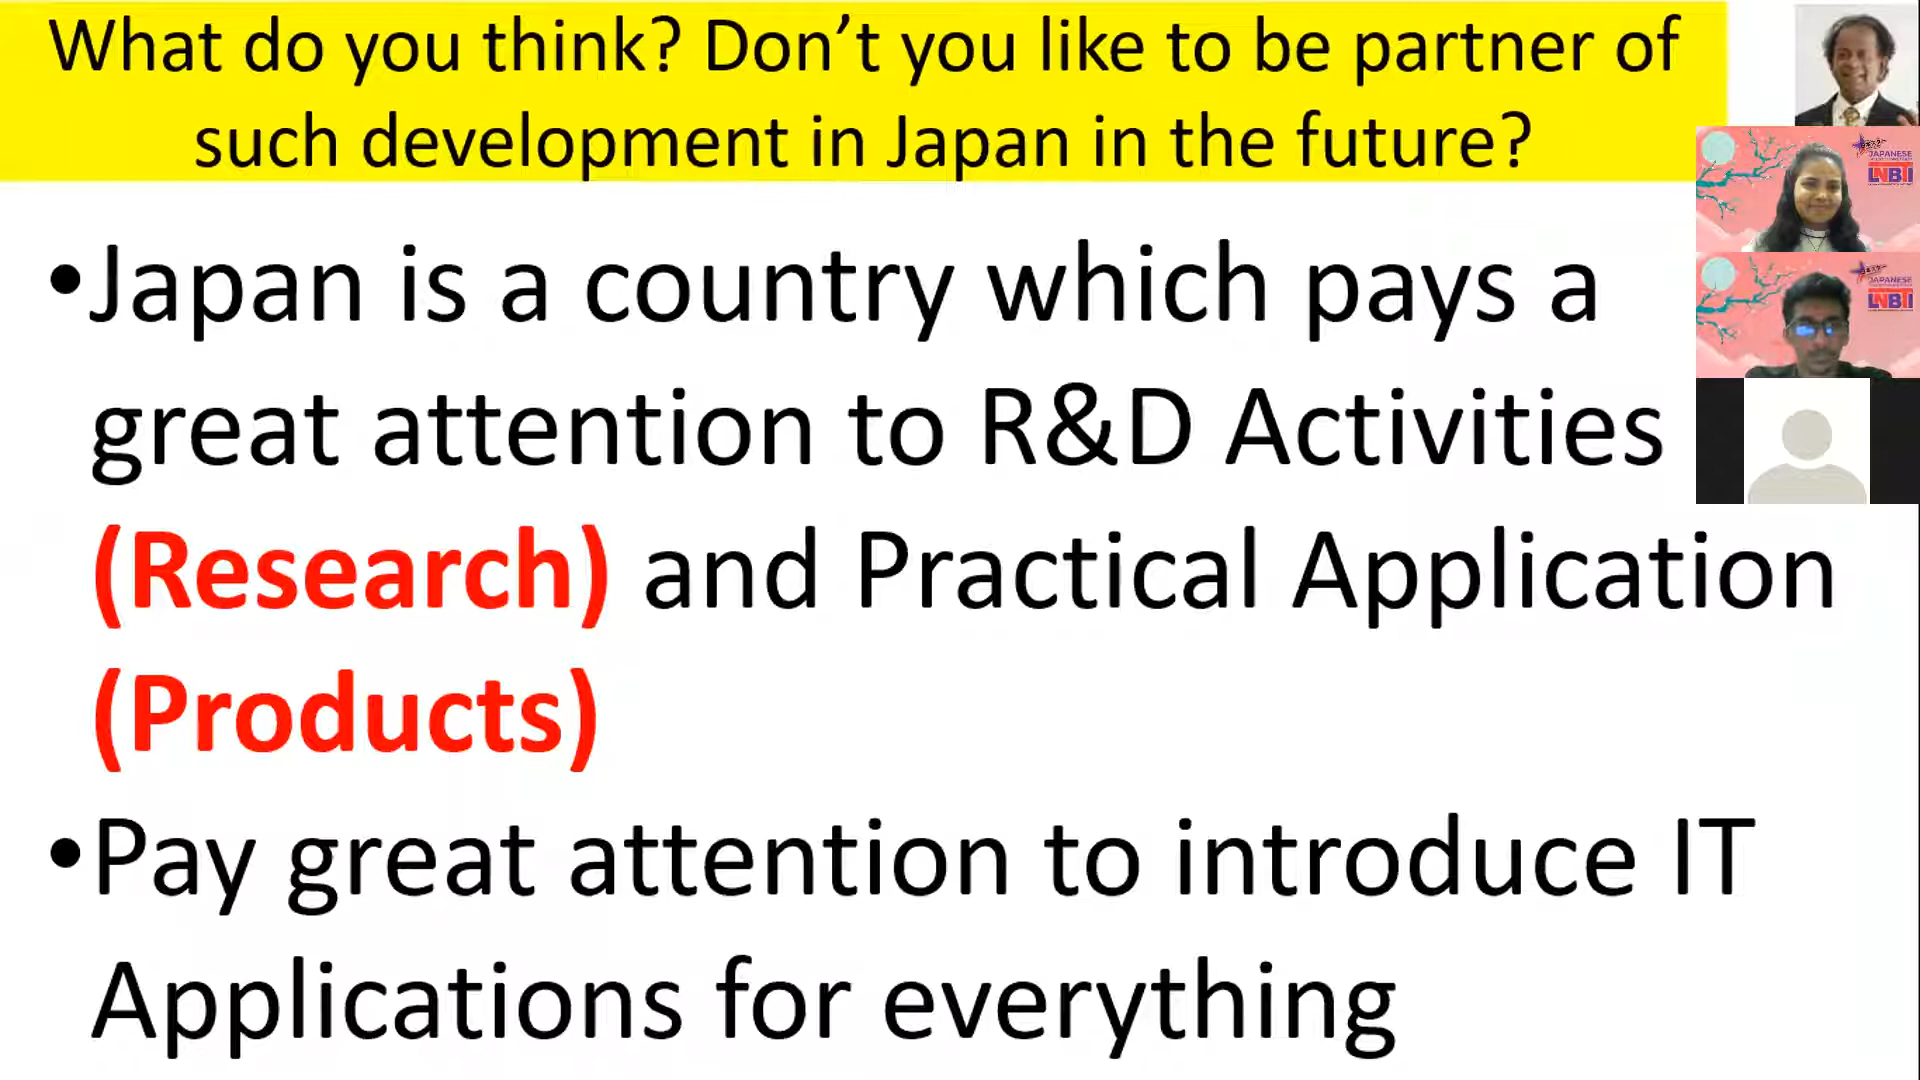 What do you think? Don’t you like to be partner of
such development in Japan in the future?
•Japan is a country which pays a
great attention to R&D Activities
(Research) and Practical Application
(Products)
•Pay great attention to introduce IT
Applications for everything
JAPANESE
LNBTI
JAPANESE
LNBTI